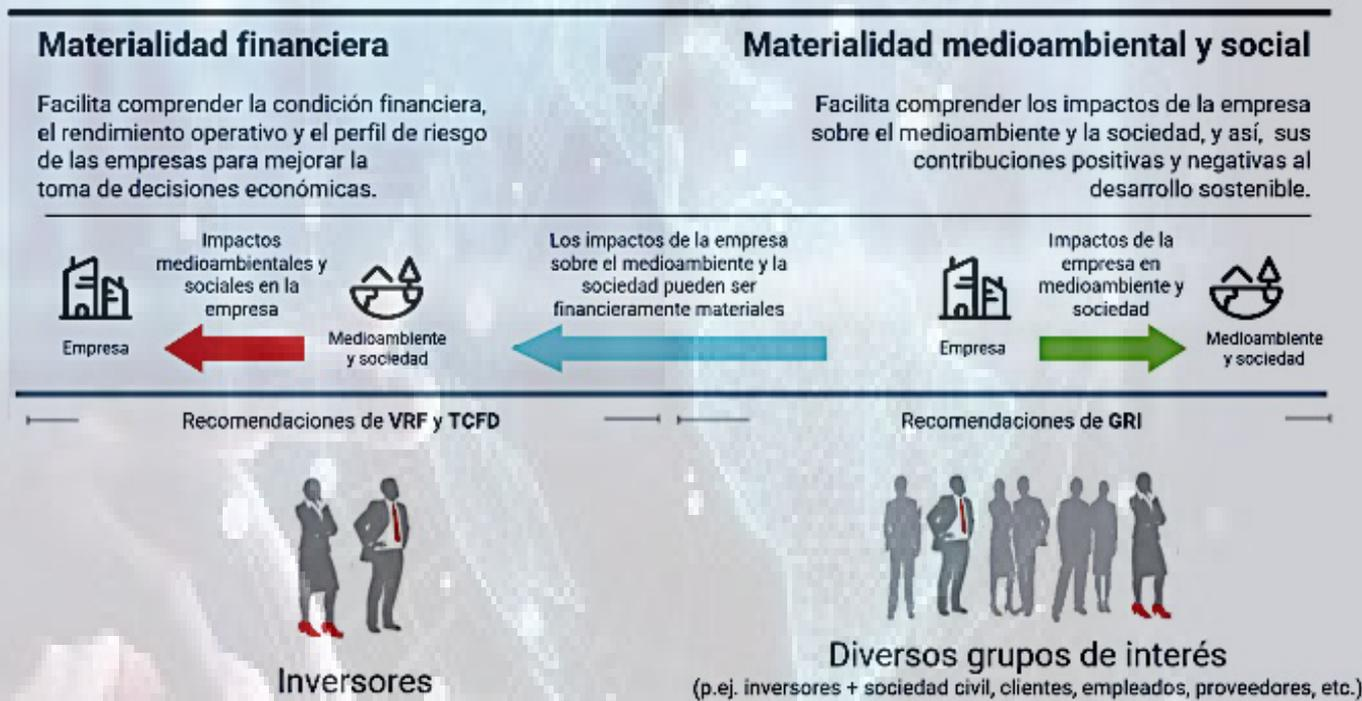 Materialidad financiera
Facilita comprender la condición financiera,
el rendimiento operativo y el perfil de riesgo
de las empresas para mejorar la
toma de decisiones económicas.
Materialidad medioambiental y social
Facilita comprender los impactos de la empresa
sobre el medioambiente y la sociedad, y así, sus
contribuciones positivas y negativas al
desarrollo sostenible.
Empresa
Impactos
medioambientales y
sociales en la
empresa
Medioambiente
y sociedad
Los impactos de la empresa
sobre el medioambiente y la
sociedad pueden ser
financieramente materiales
Empresa
Impactos de la
empresa en
medioambiente y
sociedad
Medioambiente
y sociedad
Recomendaciones de VRF y TCFD
Recomendaciones de GRI
Inversores
Diversos grupos de interés
(p.ej. inversores + sociedad civil, clientes, empleados, proveedores, etc.)